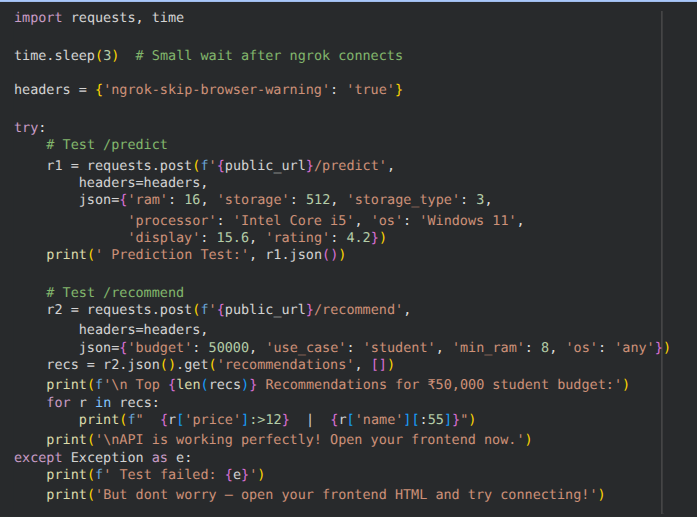 import requests, time
time.sleep(3)  # Small wait after ngrok connects
headers = {'ngrok-skip-browser-warning': 'true'}
try:
    # Test /predict
    r1 = requests.post(f'{public_url}/predict',
        headers=headers,
        json={'ram': 16, 'storage': 512, 'storage_type': 3,
              'processor': 'Intel Core i5', 'os': 'Windows 11',
              'display': 15.6, 'rating': 4.2})
    print(' Prediction Test:', r1.json())
    # Test /recommend
    r2 = requests.post(f'{public_url}/recommend',
        headers=headers,
        json={'budget': 50000, 'use_case': 'student', 'min_ram': 8, 'os': 'any'})
    recs = r2.json().get('recommendations', [])
    print(f'\n Top {len(recs)} Recommendations for ₹50,000 student budget:')
    for r in recs:
        print(f"  {r['price']:>12}  |  {r['name'][:55]}")
    print('\nAPI is working perfectly! Open your frontend now.')
except Exception as e:
    print(f' Test failed: {e}')
    print('But dont worry — open your frontend HTML and try connecting!')